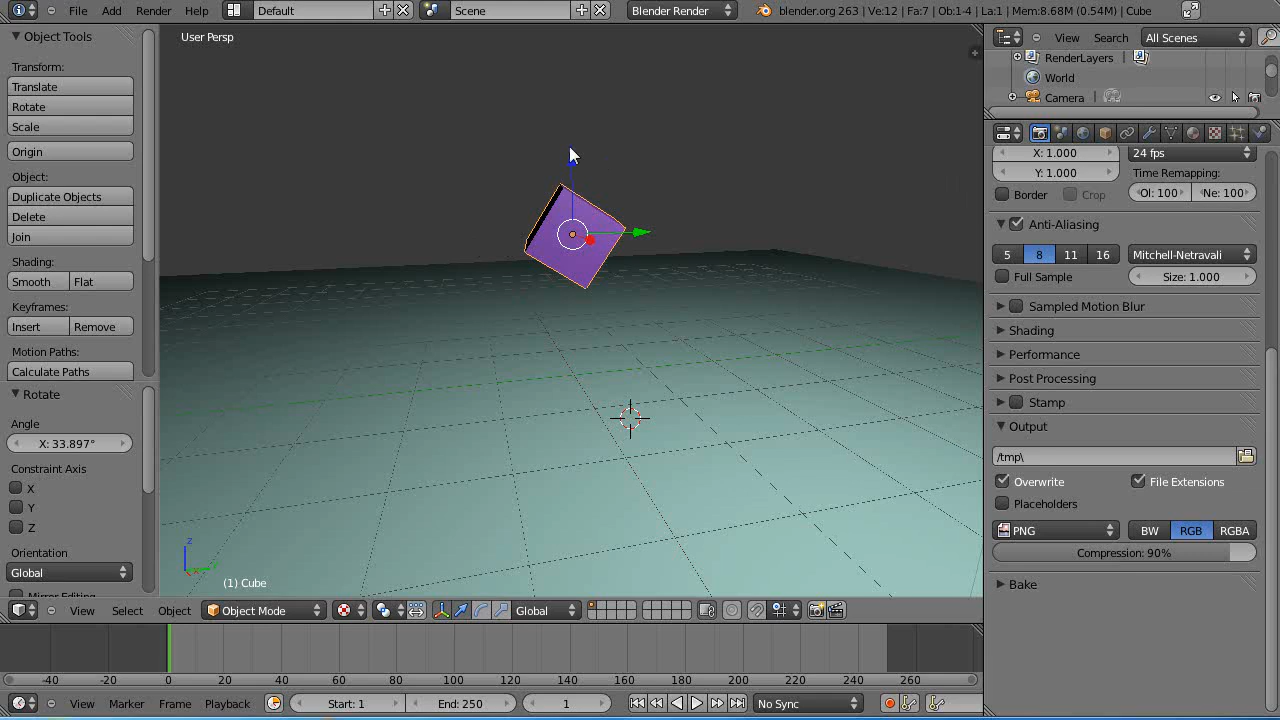 File Add Render Help Default Scene Blender Render blender.org 263 | Ve:12 | Fa:7 | Ob:1-4 | La:1 | Mem:8.68M (0.54M) | Cube
Object Tools
Transform:
Translate
Rotate
Scale
Origin
Object:
Duplicate Objects
Delete
Join
Shading:
Smooth Flat
Keyframes:
Insert Remove
Motion Paths:
Calculate Paths
Rotate
Angle
X: 33.897°
Constraint Axis
X
Y
Z
Orientation
Global
User Persp
z
(1) Cube
View Select Object Object Mode Global
-40 -20 0 20 40 60 80 100 120 140 160 180 200 220 240 260
View Marker Frame Playback Start: 1 End: 250 1 No Sync
View Search All Scenes
RenderLayers |
World
Camera |
X: 1.000 24 fps
Y: 1.000 Time Remapping:
Border Crop Ol: 100 Ne: 100
Anti-Aliasing
5 8 11 16 Mitchell-Netravali
Full Sample Size: 1.000
Sampled Motion Blur
Shading
Performance
Post Processing
Stamp
Output
/tmp\
Overwrite File Extensions
Placeholders
PNG BW RGB RGBA
Compression: 90%
Bake